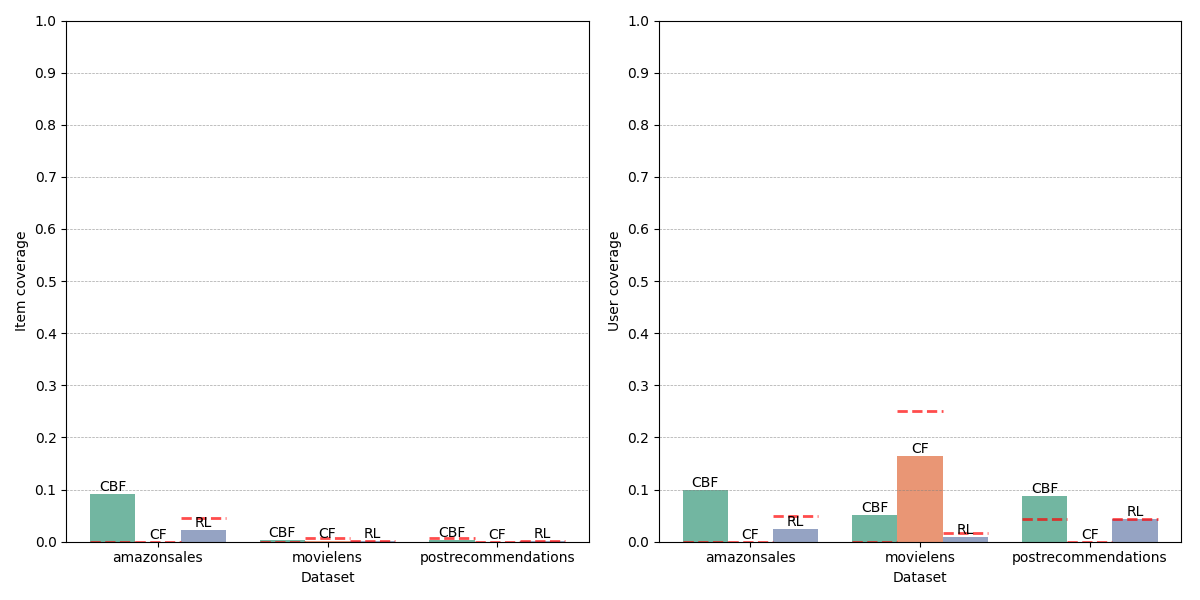 1.0
0.9
0.8
0.7
0.6
0.5
0.4
0.3
0.2
0.1
0.0
Item coverage
CBF
CF
RL
CBF
CF
RL
CBF
CF
RL
amazonsales
movielens
postrecommendations
Dataset
1.0
0.9
0.8
0.7
0.6
0.5
0.4
0.3
0.2
0.1
0.0
User coverage
CBF
CF
RL
CBF
CF
RL
CBF
CF
RL
amazonsales
movielens
postrecommendations
Dataset